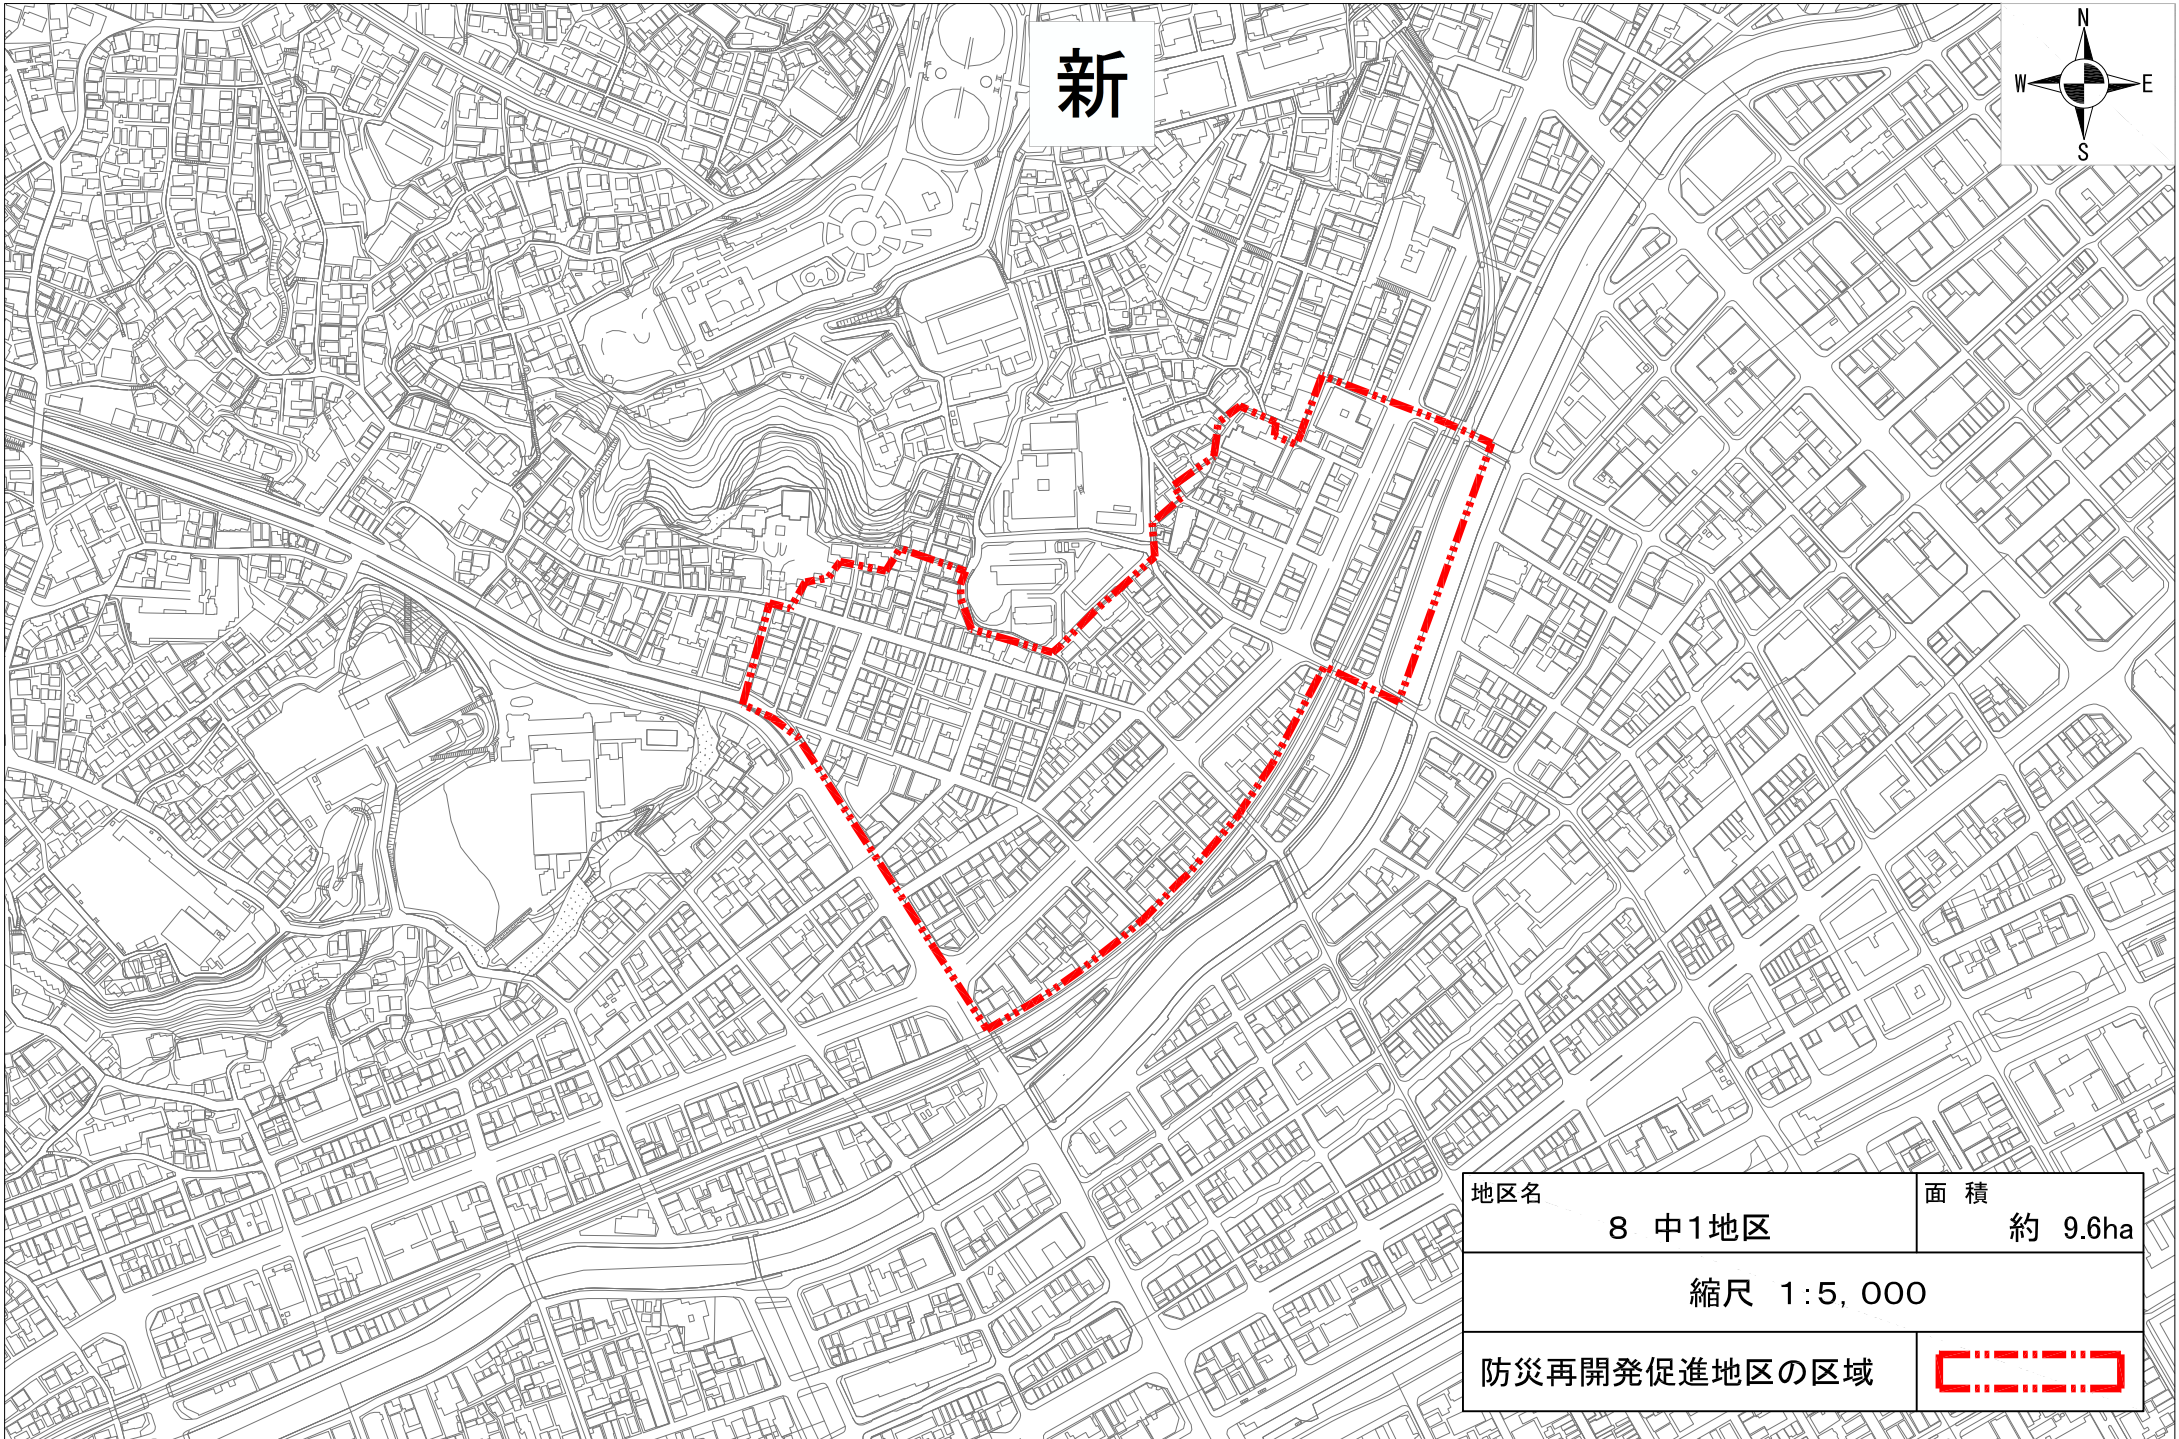 新
N
W E
S
地区名
8 中1地区
面 積
約 9.6ha
縮尺 1:5,000
防災再開発促進地区の区域